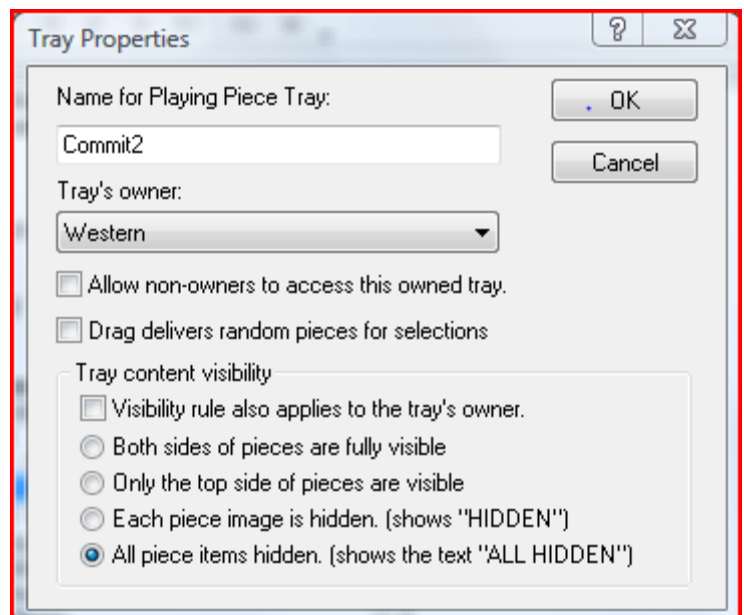 Tray Properties
Name for Playing Piece Tray:
OK
Commit2
Cancel
Tray's owner:
Western
Allow non-owners to access this owned tray.
Drag delivers random pieces for selections
Tray content visibility
Visibility rule also applies to the tray's owner.
Both sides of pieces are fully visible
Only the top side of pieces are visible
Each piece image is hidden. (shows "HIDDEN")
All piece items hidden. (shows the text "ALL HIDDEN")